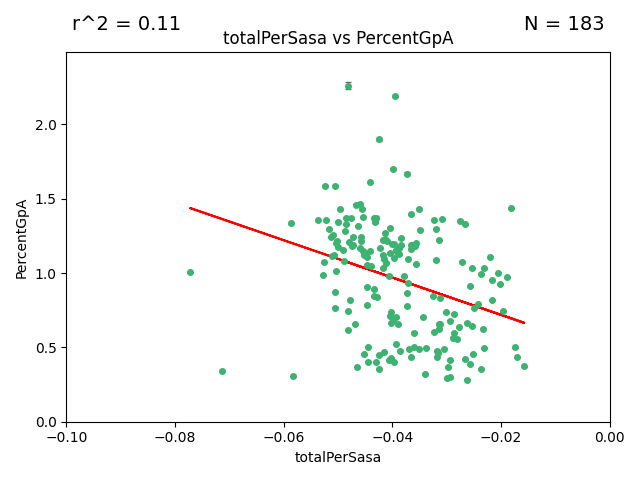 r^2 = 0.11
N = 183
totalPerSasa vs PercentGpA
PercentGpA
2.0
1.5
1.0
0.5
0.0
−0.10
−0.08
−0.06
−0.04
−0.02
0.00
totalPerSasa